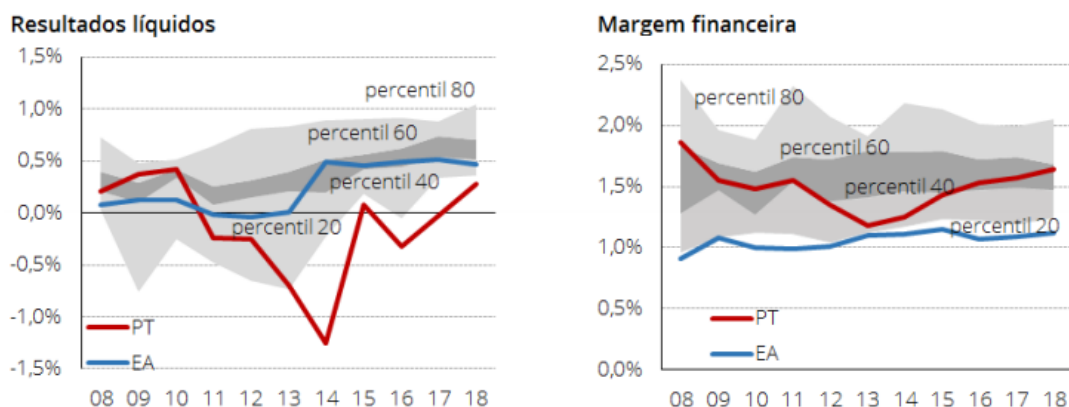 Resultados líquidos
1,5%
1,0%
0,5%
0,0%
-0,5%
-1,0%
-1,5%
percentil 80
percentil 60
percentil 40
percentil 20
PT
EA
08 09 10 11 12 13 14 15 16 17 18
Margem financeira
2,5%
2,0%
1,5%
1,0%
0,5%
0,0%
percentil 80
percentil 60
percentil 40
percentil 20
PT
EA
08 09 10 11 12 13 14 15 16 17 18